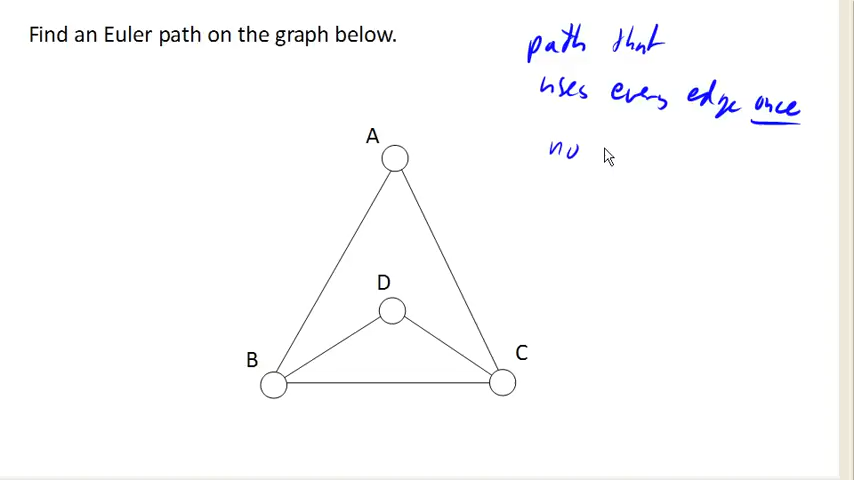 Find an Euler path on the graph below.
path that
uses every edge once
no
A
D
B
C